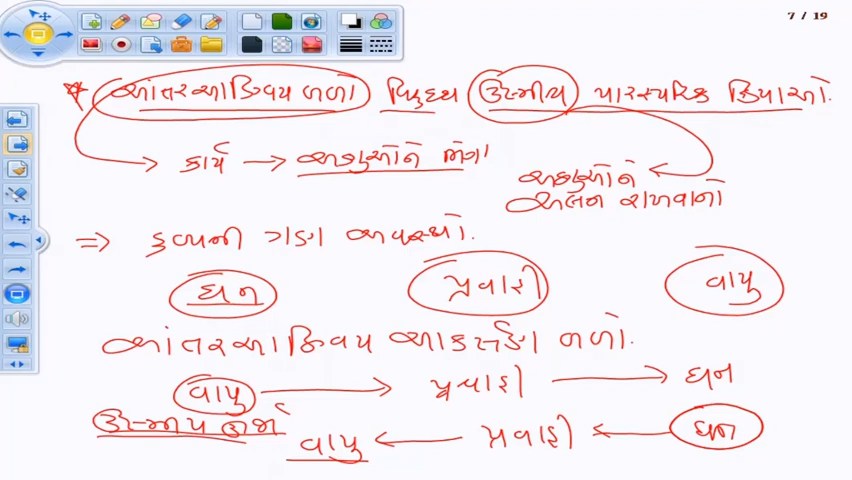 7 / 19
* આંતરઆણ્વિય બળો વિરુદ્ધ ઉષ્મીય પારસ્પરિક ક્રિયાઓ.
કાર્ય → અણુઓને ભેગા
અણુઓને
અલગ રાખવાનો
⇒ દ્રવ્યની ત્રણ અવસ્થા.
ઘન પ્રવાહી વાયુ
આંતરઆણ્વિય આકર્ષણ બળો.
વાયુ → પ્રવાહી → ઘન
ઉષ્મીય ઊર્જા
વાયુ ← પ્રવાહી ← ઘન